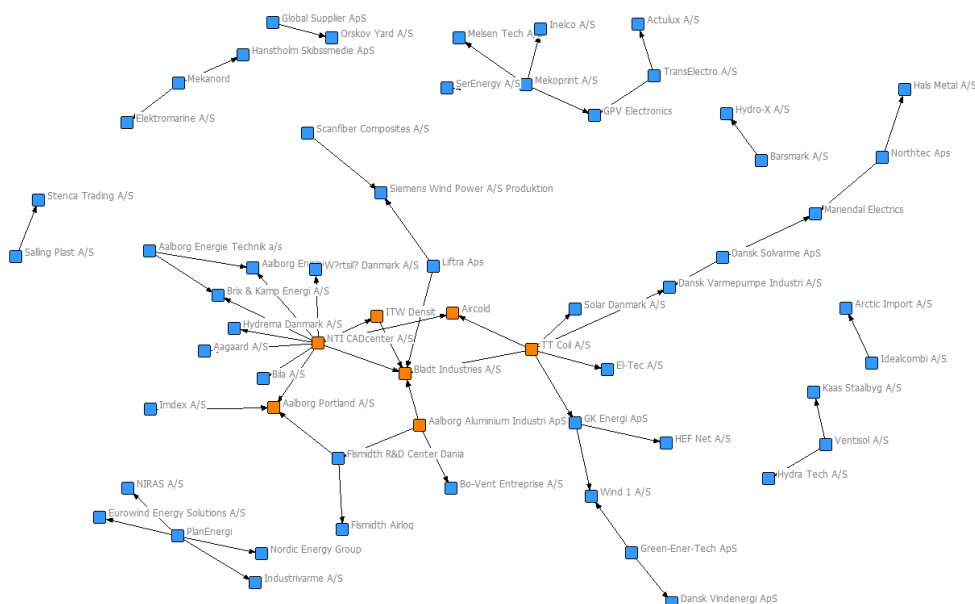 Global Supplier ApS
Orskov Yard A/S
Hanstholm Skibssmedie ApS
Mekanord
Elektromarine A/S
Melsen Tech A/S
Inelco A/S
Actulux A/S
SerEnergy A/S
Mekoprint A/S
TransElectro A/S
GPV Electronics
Hals Metal A/S
Hydro-X A/S
Barsmark A/S
Northtec Aps
Scanfiber Composites A/S
Siemens Wind Power A/S Produktion
Mariendal Electrics
Stenca Trading A/S
Salling Plast A/S
Aalborg Energie Technik a/s
Aalborg Ener
W?rtsil? Danmark A/S
Liftra Aps
Dansk Solvarme ApS
Brix & Kamp Energi A/S
Dansk Varmepumpe Industri A/S
ITW Densit
Aircold
Solar Danmark A/S
Arctic Import A/S
Hydrema Danmark A/S
NTI CADcenter A/S
TT Coil A/S
Aagaard A/S
Bladt Industries A/S
El-Tec A/S
Idealcombi A/S
Bila A/S
Kaas Staalbyg A/S
Imdex A/S
Aalborg Portland A/S
Aalborg Aluminium Industri ApS
GK Energi ApS
HEF Net A/S
Ventisol A/S
Flsmidth R&D Center Dania
Hydra Tech A/S
NIRAS A/S
Bo-Vent Entreprise A/S
Wind 1 A/S
Eurowind Energy Solutions A/S
PlanEnergi
Flsmidth Airloq
Nordic Energy Group
Green-Ener-Tech ApS
Industrivarme A/S
Dansk Vindenergi ApS